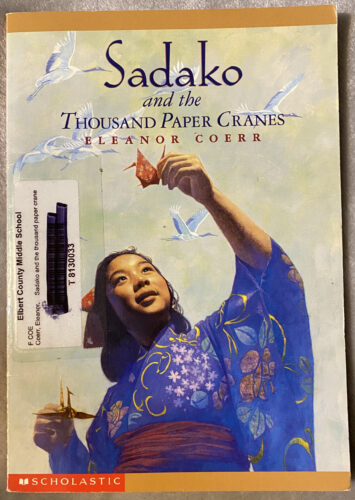 Sadako
and the
THOUSAND PAPER CRANES
ELEANOR COERR
Elbert County Middle School
F COE
Coerr, Eleanor. Sadako and the thousand paper crane
T 8130033
SCHOLASTIC